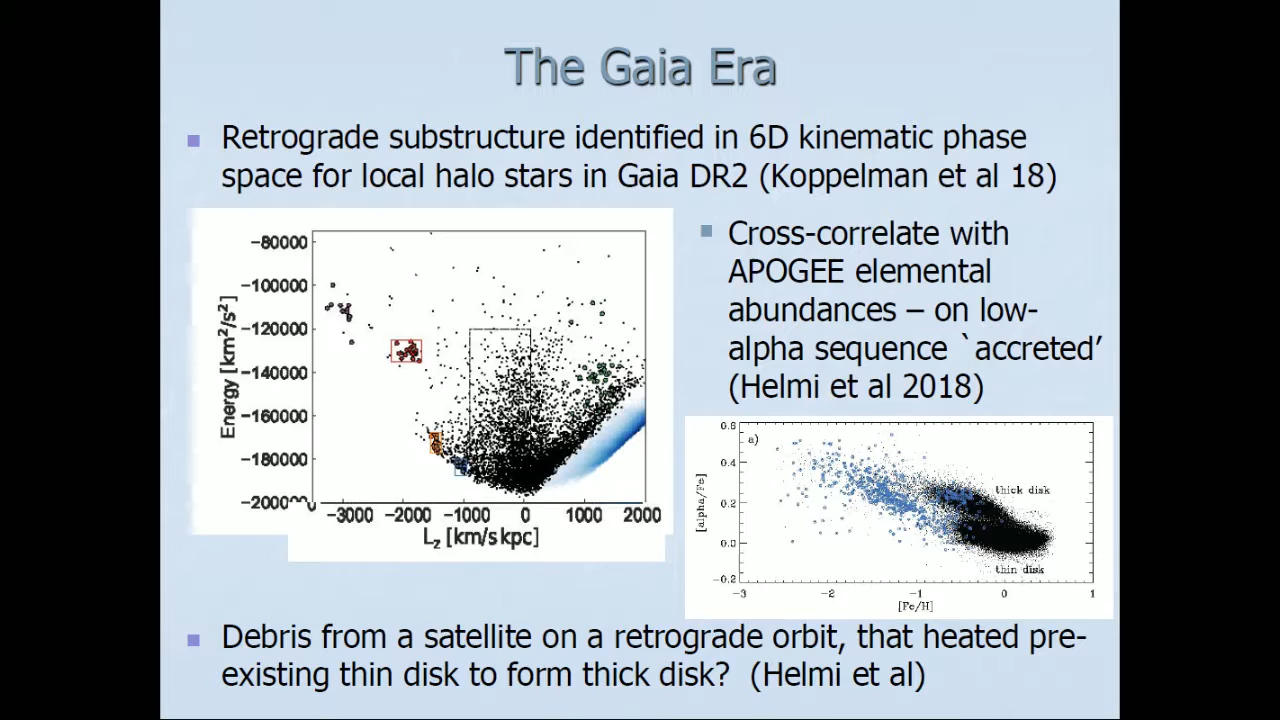 The Gaia Era
Retrograde substructure identified in 6D kinematic phase
space for local halo stars in Gaia DR2 (Koppelman et al 18)
Cross-correlate with
APOGEE elemental
abundances – on low-
alpha sequence `accreted’
(Helmi et al 2018)
Energy [km²/s²]
−80000
−100000
−120000
−140000
−160000
−180000
−3000 −2000 −1000 0 1000 2000
Lz [km/s kpc]
[alpha/Fe]
0.6
0.4
0.2
0.0
−0.2
a)
thick disk
thin disk
−3 −2 −1 0 1
[Fe/H]
Debris from a satellite on a retrograde orbit, that heated pre-
existing thin disk to form thick disk? (Helmi et al)